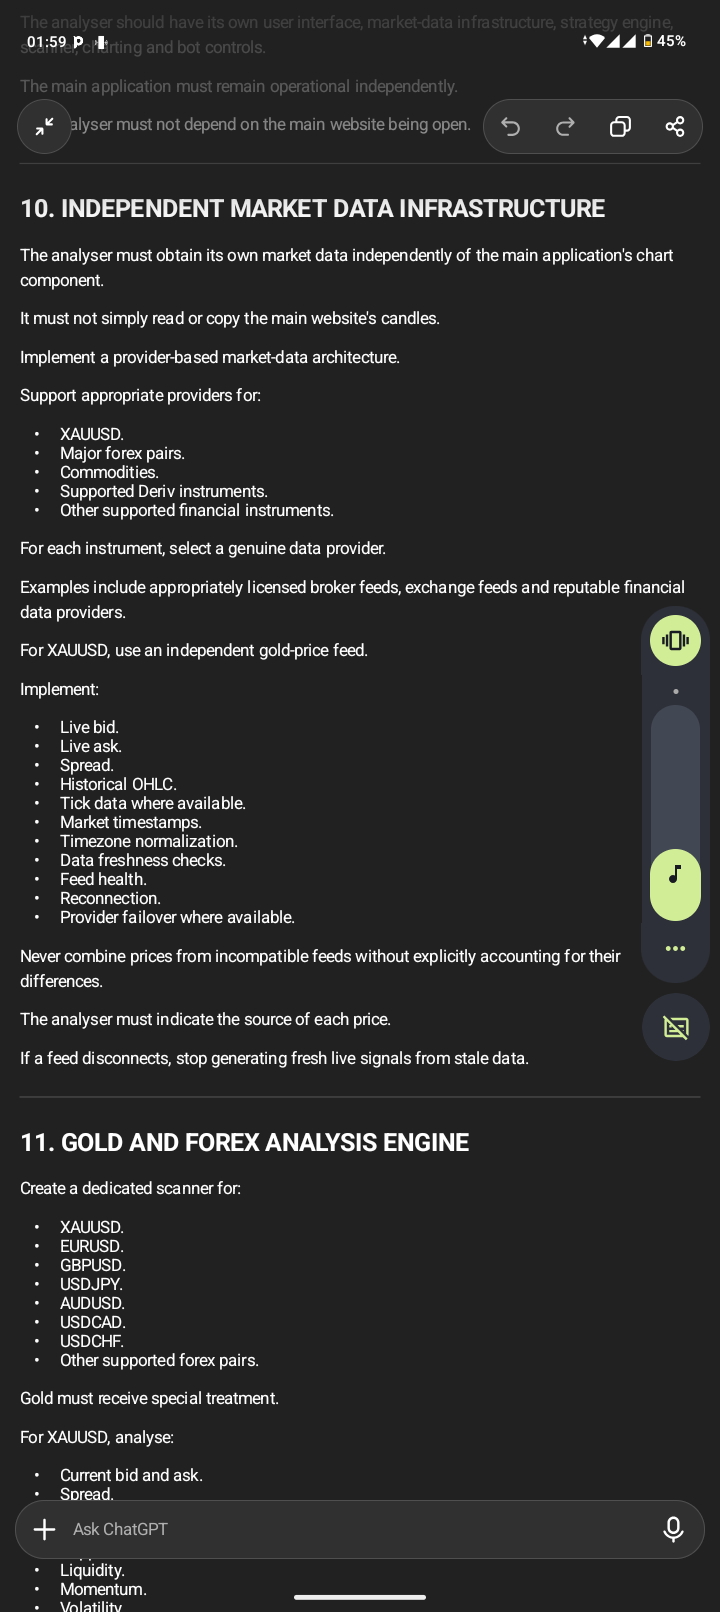 The analyser should have its own user interface, market-data infrastructure, strategy engine,
scanner, charting and bot controls.
01:59
45%
The main application must remain operational independently.
alyser must not depend on the main website being open.
10. INDEPENDENT MARKET DATA INFRASTRUCTURE
The analyser must obtain its own market data independently of the main application's chart
component.
It must not simply read or copy the main website's candles.
Implement a provider-based market-data architecture.
Support appropriate providers for:
• XAUUSD.
• Major forex pairs.
• Commodities.
• Supported Deriv instruments.
• Other supported financial instruments.
For each instrument, select a genuine data provider.
Examples include appropriately licensed broker feeds, exchange feeds and reputable financial
data providers.
For XAUUSD, use an independent gold-price feed.
Implement:
• Live bid.
• Live ask.
• Spread.
• Historical OHLC.
• Tick data where available.
• Market timestamps.
• Timezone normalization.
• Data freshness checks.
• Feed health.
• Reconnection.
• Provider failover where available.
Never combine prices from incompatible feeds without explicitly accounting for their
differences.
The analyser must indicate the source of each price.
If a feed disconnects, stop generating fresh live signals from stale data.
11. GOLD AND FOREX ANALYSIS ENGINE
Create a dedicated scanner for:
• XAUUSD.
• EURUSD.
• GBPUSD.
• USDJPY.
• AUDUSD.
• USDCAD.
• USDCHF.
• Other supported forex pairs.
Gold must receive special treatment.
For XAUUSD, analyse:
• Current bid and ask.
• Spread.
Ask ChatGPT
• Liquidity.
• Momentum.
• Volatility